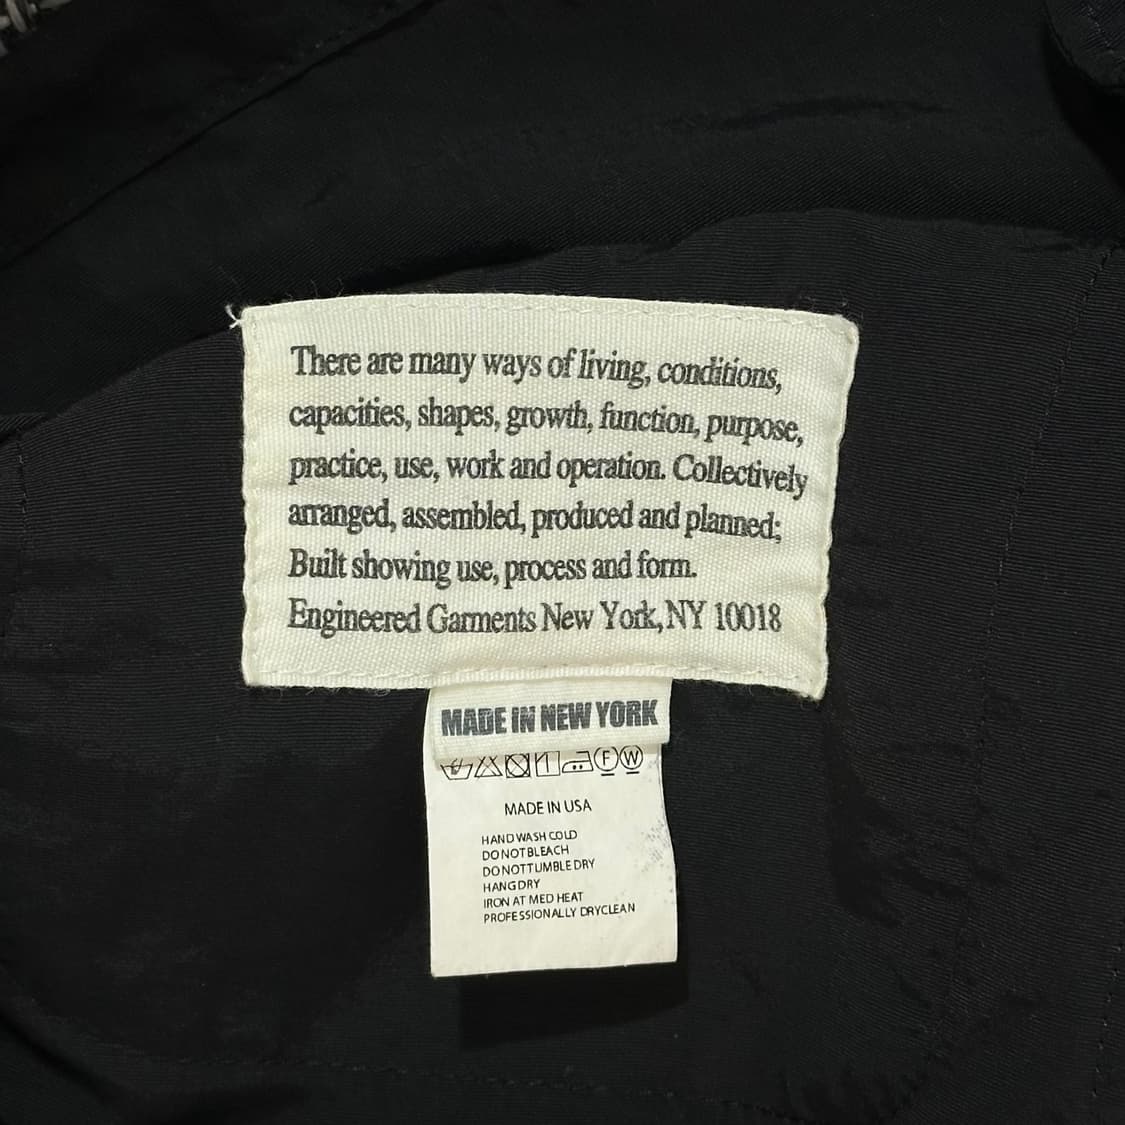 There are many ways of living, conditions,
capacities, shapes, growth, function, purpose,
practice, use, work and operation. Collectively
arranged, assembled, produced and planned;
Built showing use, process and form.
Engineered Garments New York, NY 10018
MADE IN NEW YORK
F W
MADE IN USA
HAND WASH COLD
DO NOT BLEACH
DO NOT TUMBLE DRY
HANG DRY
IRON AT MED HEAT
PROFESSIONALLY DRYCLEAN